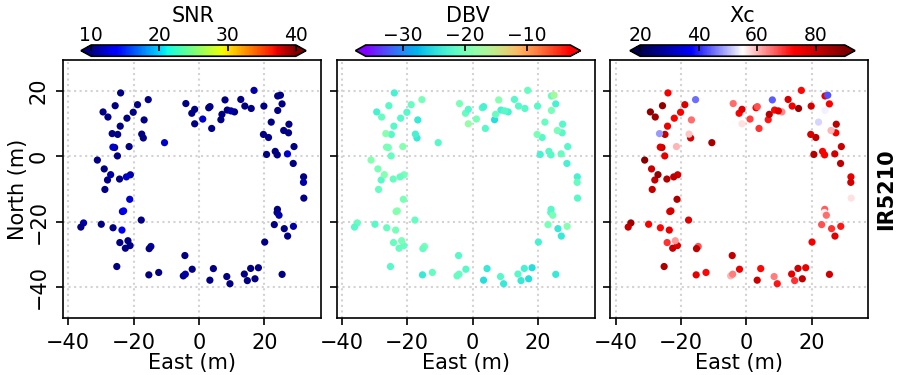 SNR DBV Xc
10 20 30 40 −30 −20 −10 20 40 60 80
20
0
−20
−40
North (m)
−40 −20 0 20 −40 −20 0 20 −40 −20 0 20
East (m) East (m) East (m)
IR5210